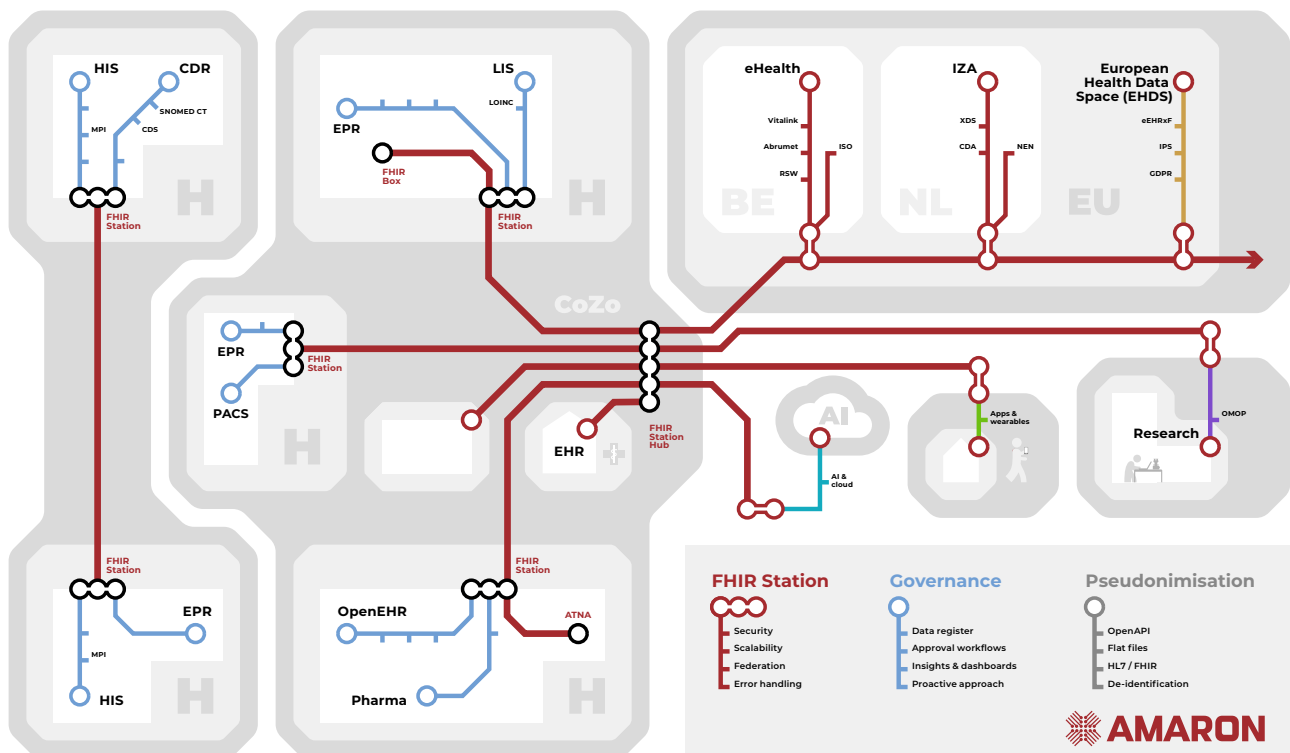 HIS
CDR
SNOMED CT
MPI
CDS
FHIR
Station
H
LIS
LOINC
EPR
FHIR
Box
FHIR
Station
H
eHealth
Vitalink
Abrumet
ISO
RSW
BE
IZA
XDS
CDA
NEN
NL
European
Health Data
Space (EHDS)
eEHRxF
IPS
GDPR
EU
CoZo
EPR
FHIR
Station
PACS
H
EHR
FHIR
Station
Hub
AI
AI &
cloud
Apps &
wearables
OMOP
Research
FHIR
Station
EPR
MPI
HIS
H
FHIR
Station
OpenEHR
ATNA
Pharma
H
FHIR Station
Security
Scalability
Federation
Error handling
Governance
Data register
Approval workflows
Insights & dashboards
Proactive approach
Pseudonimisation
OpenAPI
Flat files
HL7 / FHIR
De-identification
AMARON